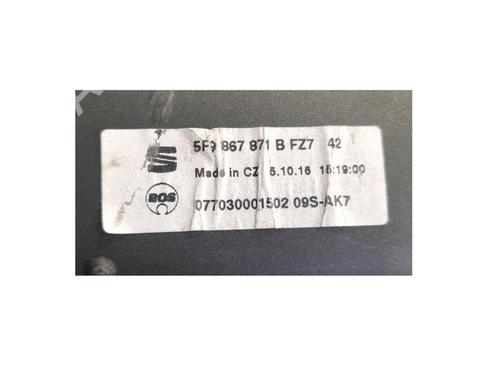 5F9 867 871 B FZ7 42
Made in CZ 5.10.16 15:19:00
BOS
077030001502 09S-AK7